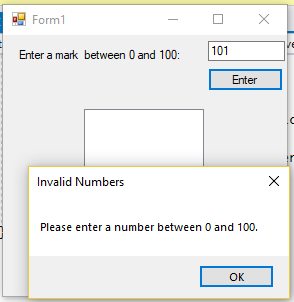 Form1
Enter a mark between 0 and 100:
101
Enter
Invalid Numbers
Please enter a number between 0 and 100.
OK